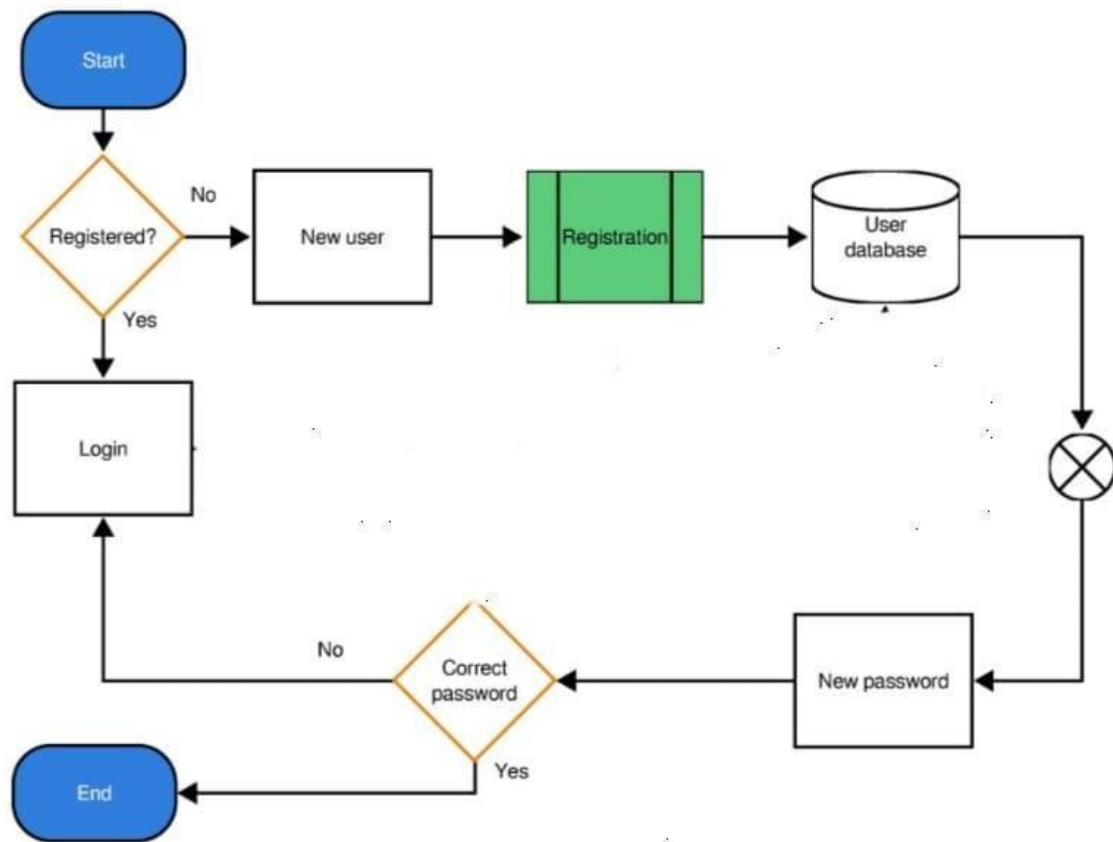 Start
No
Registered?
New user
Registration
User
database
Yes
Login
No
Correct
password
New password
Yes
End